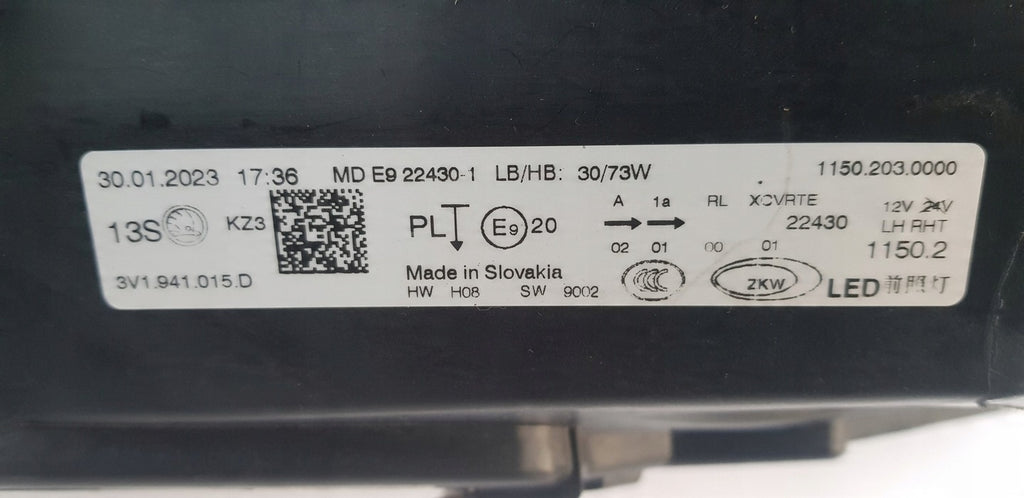 30.01.2023 17:36 MD E9 22430-1 LB/HB: 30/73W 1150.203.0000
A 1a RL XCVRTE 12V 24V
13S KZ3 PL E9 20 22430 LH RHT
02 01 00 01 1150.2
3V1.941.015.D Made in Slovakia ZKW LED前照灯
HW H08 SW 9002 CCC